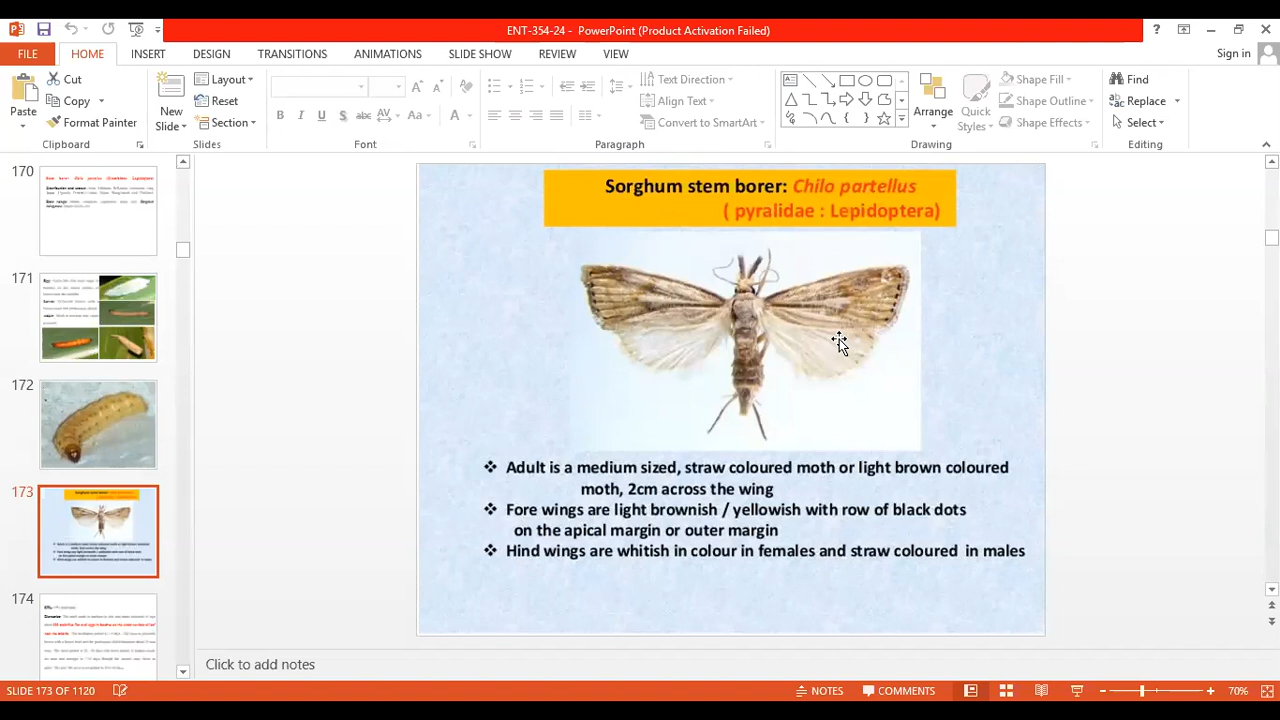 ENT-354-24 - PowerPoint (Product Activation Failed)
FILE HOME INSERT DESIGN TRANSITIONS ANIMATIONS SLIDE SHOW REVIEW VIEW Sign in
Paste
Cut
Copy
Format Painter
Clipboard
New
Slide
Layout
Reset
Section
Slides
B I U S abc AV Aa A
Font
Text Direction
Align Text
Convert to SmartArt
Paragraph
Arrange
Quick
Styles
Shape Fill
Shape Outline
Shape Effects
Drawing
Find
Replace
Select
Editing
170
171
172
173
174
Sorghum stem borer: Chilo partellus
( pyralidae : Lepidoptera)
❖ Adult is a medium sized, straw coloured moth or light brown coloured
moth, 2cm across the wing
❖ Fore wings are light brownish / yellowish with row of black dots
on the apical margin or outer margin
❖ Hind wings are whitish in colour in females and straw coloured in males
Click to add notes
SLIDE 173 OF 1120
NOTES COMMENTS 70%